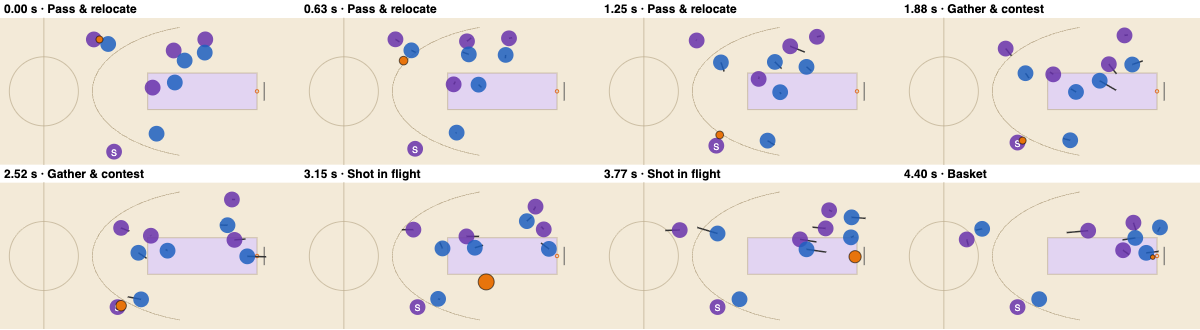 0.00 s · Pass & relocate
0.63 s · Pass & relocate
1.25 s · Pass & relocate
1.88 s · Gather & contest
S
S
S
S
2.52 s · Gather & contest
3.15 s · Shot in flight
3.77 s · Shot in flight
4.40 s · Basket
S
S
S
S